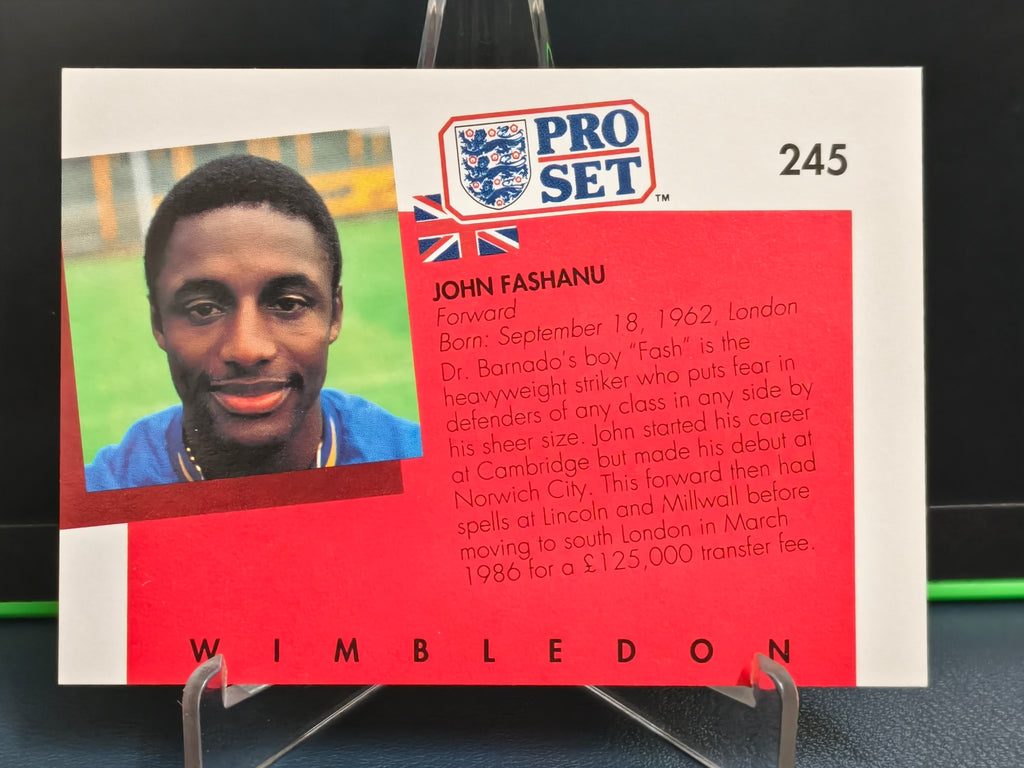 PRO
SET
TM
245
JOHN FASHANU
Forward
Born: September 18, 1962, London
Dr. Barnado's boy "Fash" is the
heavyweight striker who puts fear in
defenders of any class in any side by
his sheer size. John started his career
at Cambridge but made his debut at
Norwich City. This forward then had
spells at Lincoln and Millwall before
moving to south London in March
1986 for a £125,000 transfer fee.
WIMBLEDON